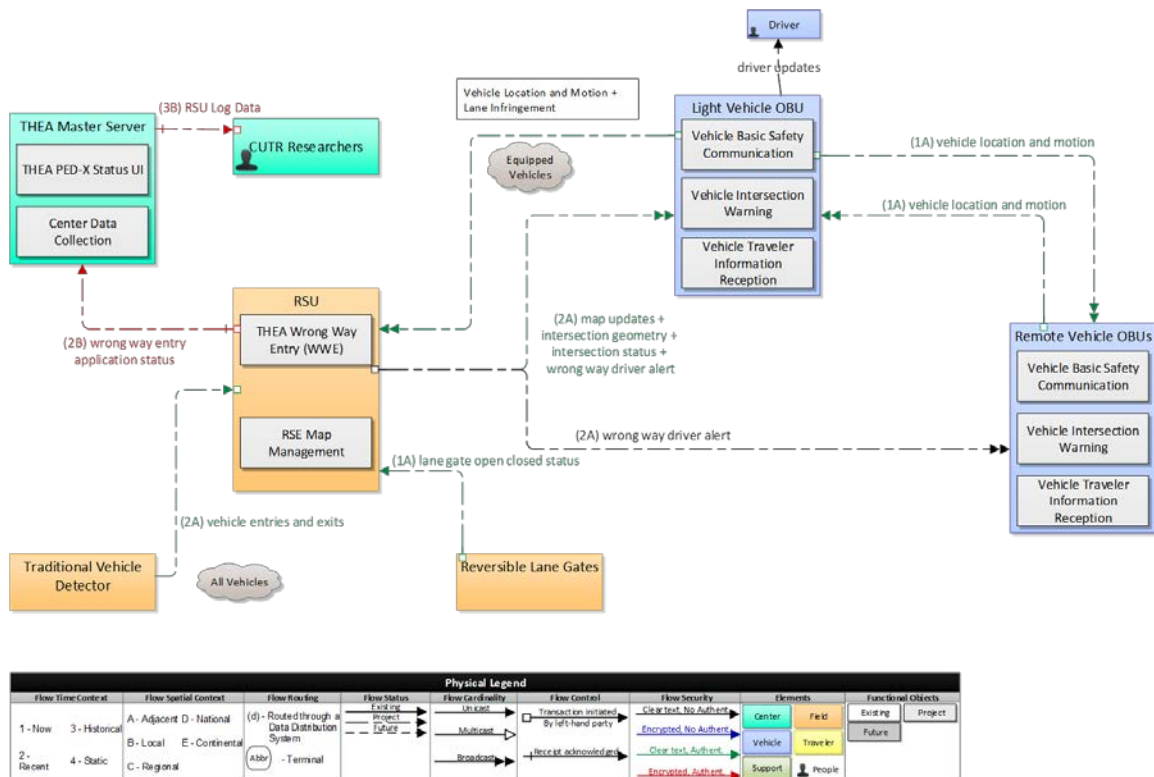 Driver
driver updates
Vehicle Location and Motion +
Lane Infringement
Light Vehicle OBU
Vehicle Basic Safety
Communication
Vehicle Intersection
Warning
Vehicle Traveler
Information
Reception
(3B) RSU Log Data
THEA Master Server
THEA PED-X Status UI
Center Data
Collection
CUTR Researchers
Equipped
Vehicles
(1A) vehicle location and motion
(1A) vehicle location and motion
RSU
THEA Wrong Way
Entry (WWE)
RSE Map
Management
(2B) wrong way entry
application status
(2A) map updates +
intersection geometry +
intersection status +
wrong way driver alert
Remote Vehicle OBUs
Vehicle Basic Safety
Communication
Vehicle Intersection
Warning
Vehicle Traveler
Information
Reception
(2A) wrong way driver alert
(1A) lane gate open closed status
(2A) vehicle entries and exits
Traditional Vehicle
Detector
All Vehicles
Reversible Lane Gates
Physical Legend
Flow Time Context
1 - Now
3 - Historical
2 -
Recent
4 - Static
Flow Spatial Context
A - Adjacent
D - National
B - Local
E - Continental
C - Regional
Flow Routing
(d) - Routed through a
Data Distribution
System
Abbr
- Terminal
Flow Status
Existing
Project
Future
Flow Cardinality
Unicast
Multicast
Broadcast
Flow Control
Transaction initiated
By left-hand party
Receipt acknowledged
Flow Security
Clear text, No Authent.
Encrypted, No Authent.
Clear text, Authent.
Encrypted, Authent.
Elements
Center
Field
Vehicle
Traveler
Support
People
Functional Objects
Existing
Project
Future